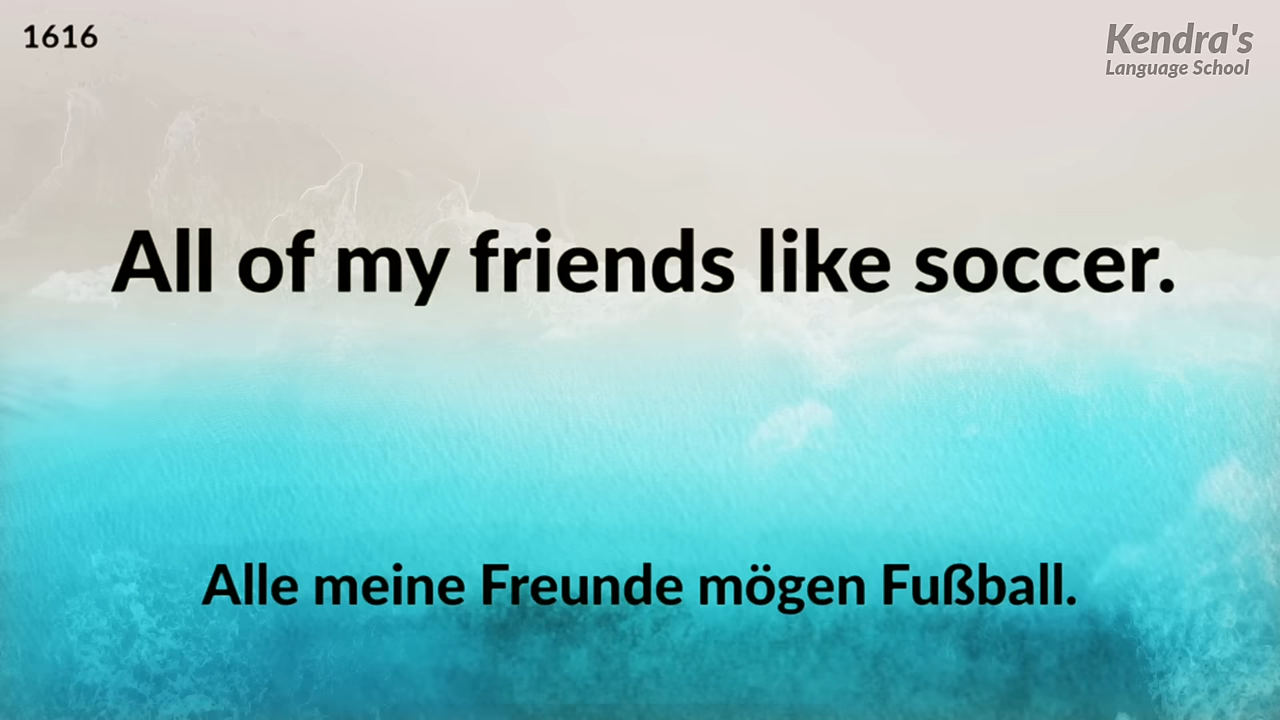 1616
Kendra's
Language School
All of my friends like soccer.
Alle meine Freunde mögen Fußball.